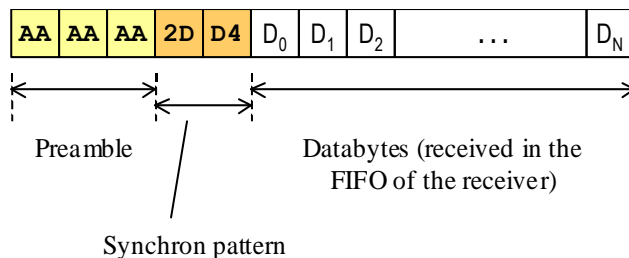 AA AA AA 2D D4 D0 D1 D2 ... DN
Preamble
Databytes (received in the
FIFO of the receiver)
Synchron pattern